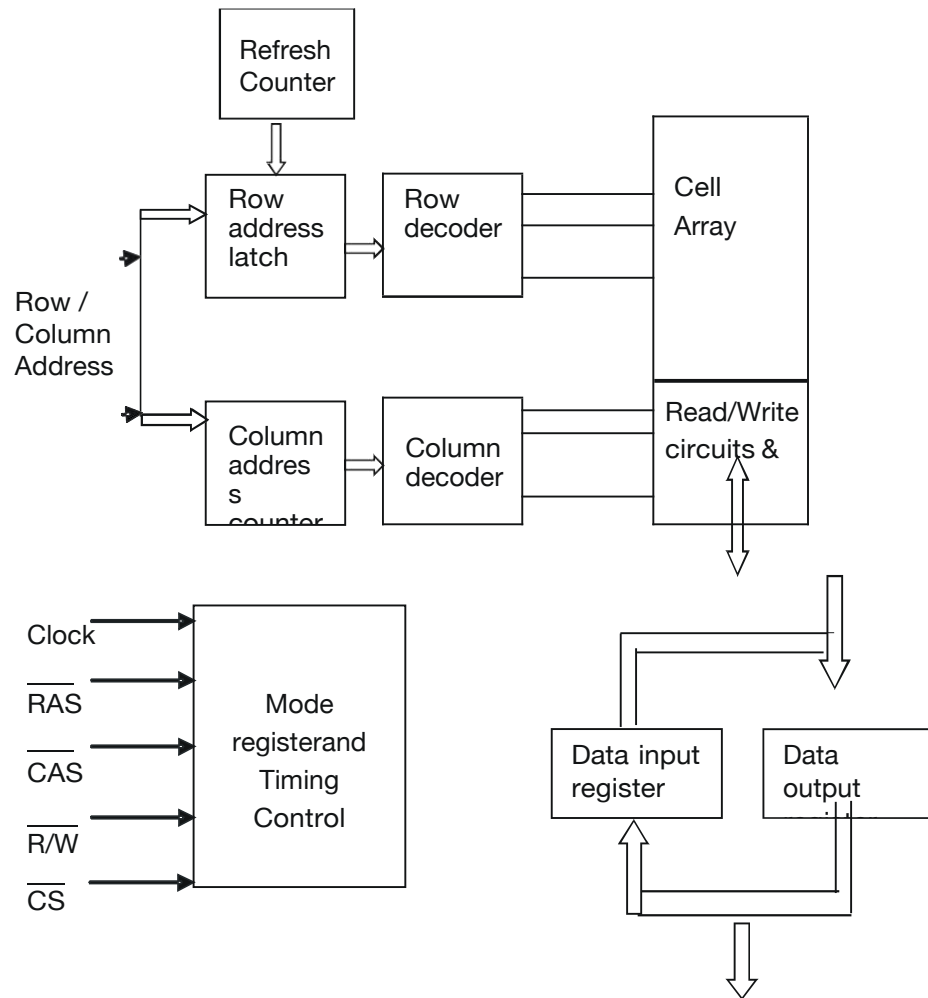 Refresh
Counter
Row
address
latch
Row
decoder
Cell
Array
Row /
Column
Address
Column
addres
s
counter
Column
decoder
Read/Write
circuits &
Clock
RAS
CAS
R/W
CS
Mode
registerand
Timing
Control
Data input
register
Data
output